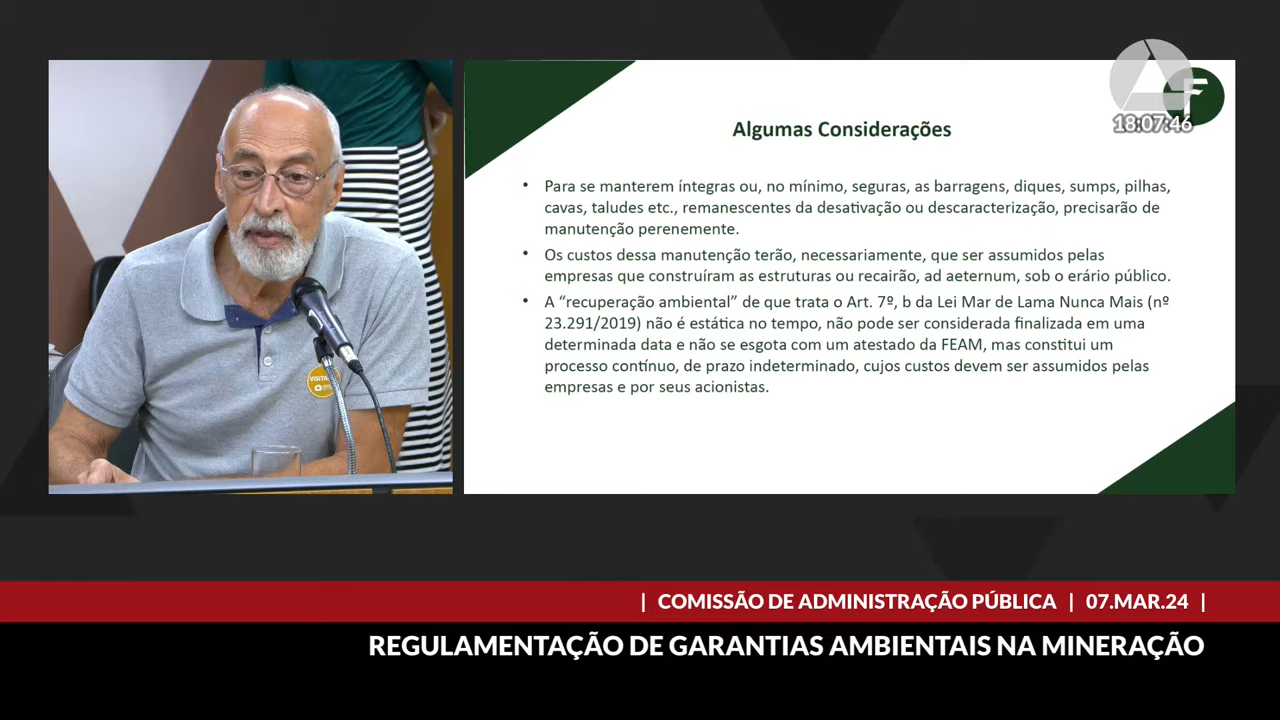 18:07:46
Algumas Considerações
• Para se manterem íntegras ou, no mínimo, seguras, as barragens, diques, sumps, pilhas,
cavas, taludes etc., remanescentes da desativação ou descaracterização, precisarão de
manutenção perenemente.
• Os custos dessa manutenção terão, necessariamente, que ser assumidos pelas
empresas que construíram as estruturas ou recairão, ad aeternum, sob o erário público.
• A “recuperação ambiental” de que trata o Art. 7º, b da Lei Mar de Lama Nunca Mais (nº
23.291/2019) não é estática no tempo, não pode ser considerada finalizada em uma
determinada data e não se esgota com um atestado da FEAM, mas constitui um
processo contínuo, de prazo indeterminado, cujos custos devem ser assumidos pelas
empresas e por seus acionistas.
| COMISSÃO DE ADMINISTRAÇÃO PÚBLICA | 07.MAR.24 |
REGULAMENTAÇÃO DE GARANTIAS AMBIENTAIS NA MINERAÇÃO